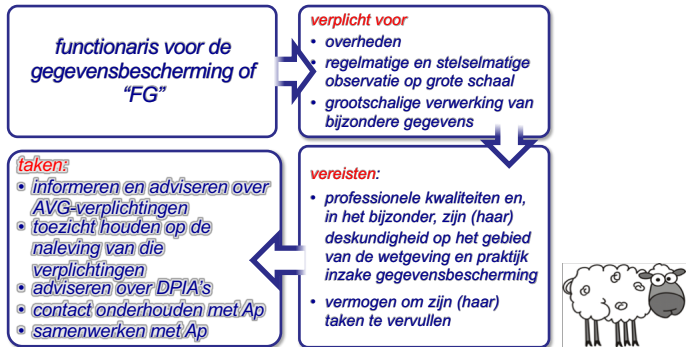 functionaris voor de
gegevensbescherming of
“FG”
verplicht voor
• overheden
• regelmatige en stelselmatige
observatie op grote schaal
• grootschalige verwerking van
bijzondere gegevens
vereisten:
• professionele kwaliteiten en,
in het bijzonder, zijn (haar)
deskundigheid op het gebied
van de wetgeving en praktijk
inzake gegevensbescherming
• vermogen om zijn (haar)
taken te vervullen
taken:
• informeren en adviseren over
AVG-verplichtingen
• toezicht houden op de
naleving van die
verplichtingen
• adviseren over DPIA’s
• contact onderhouden met Ap
• samenwerken met Ap